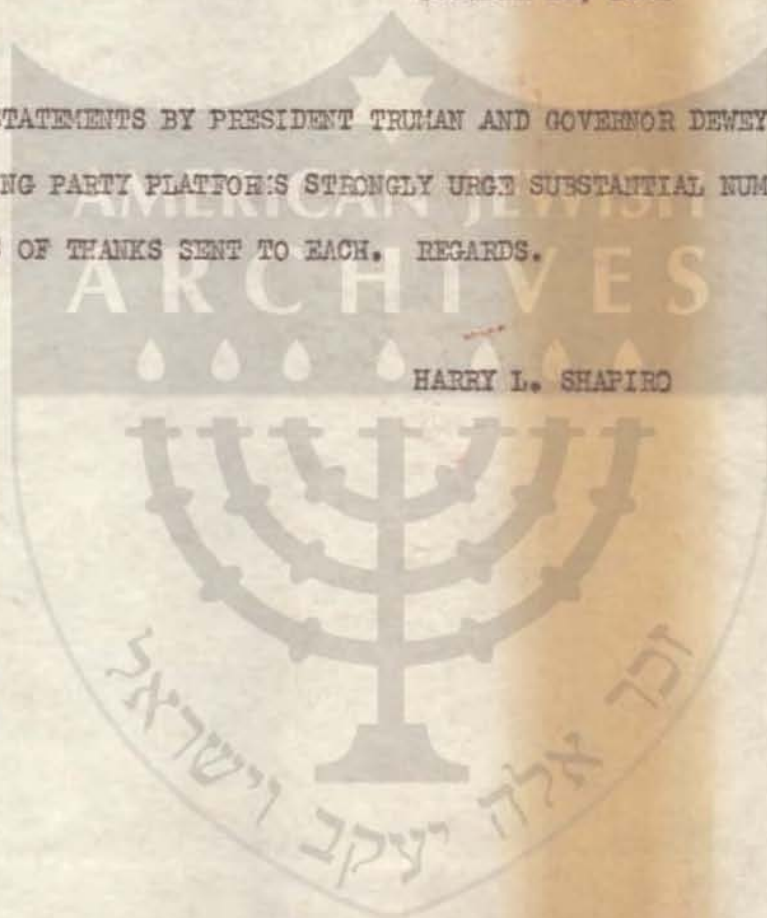 STATEMENTS BY PRESIDENT TRUMAN AND GOVERNOR DEWEY
NG PARTY PLATFOR:S STRONGLY URGE SUBSTANTIAL NUM
OF THANKS SENT TO EACH. REGARDS.
HARRY L. SHAPIRO
AMERICAN JEWISH
ARCHIVES
זכר אלה יעקב וישראל